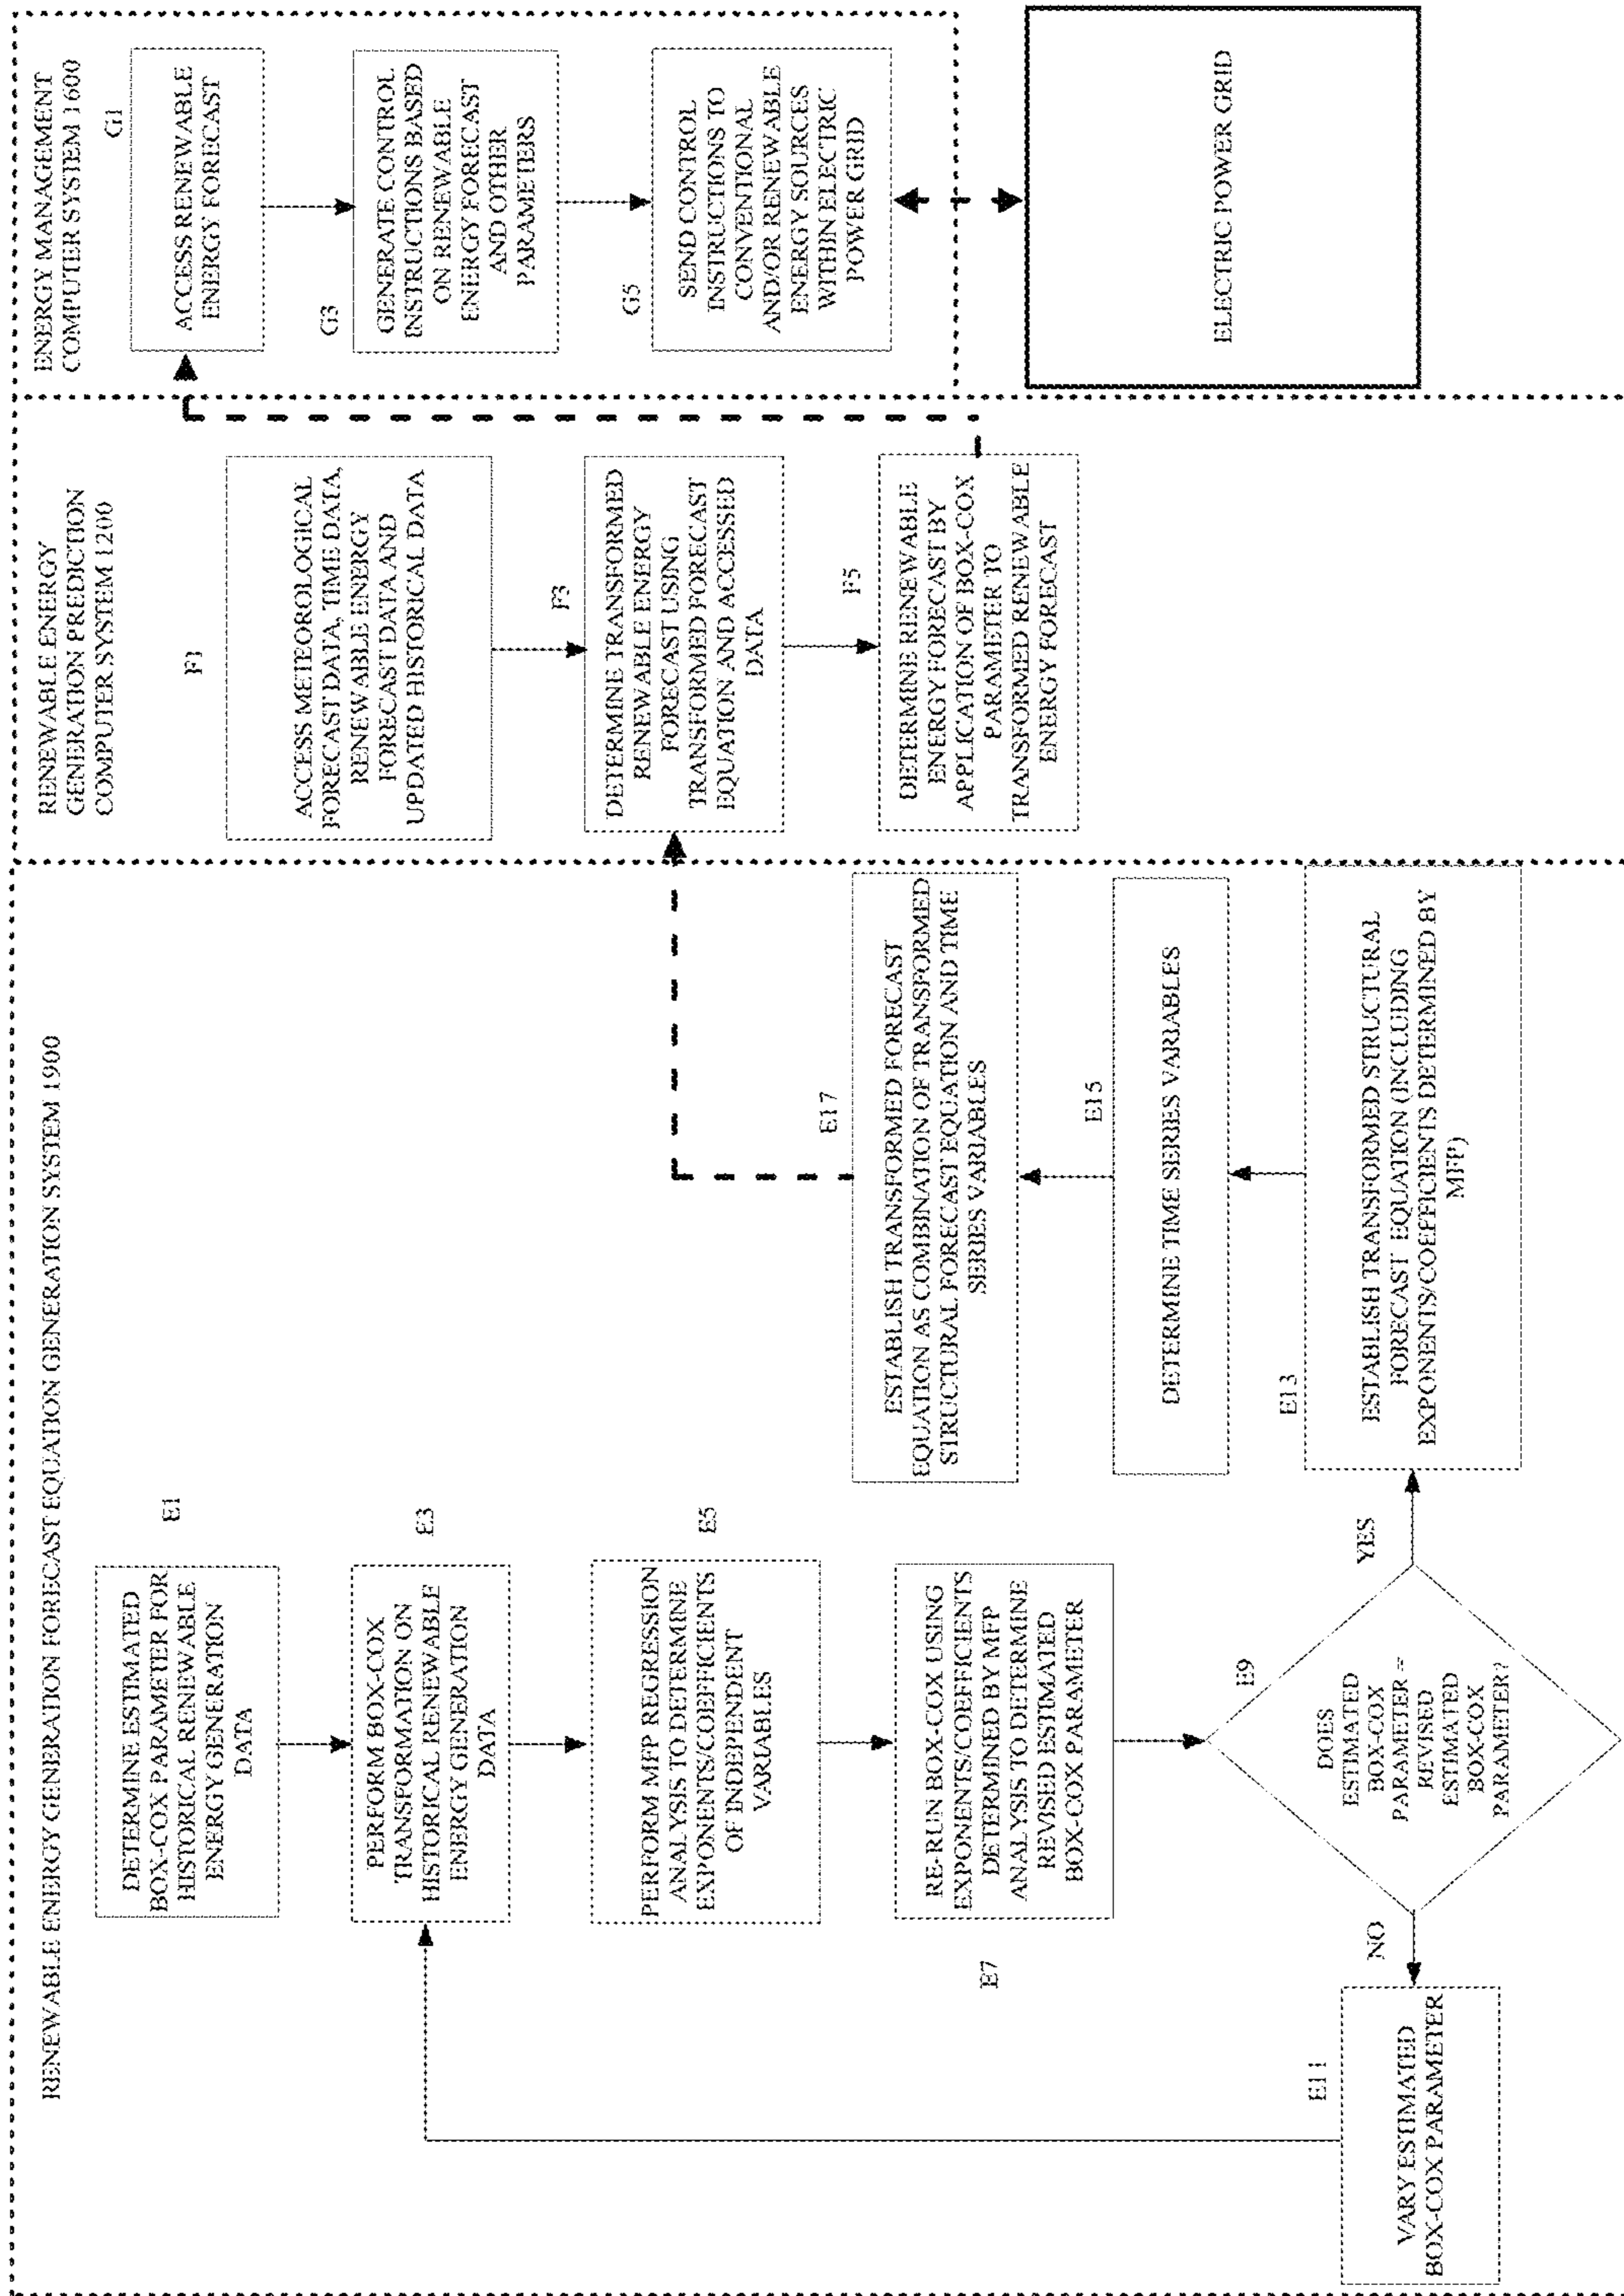 RENEWABLE ENERGY GENERATION FORECAST EQUATION GENERATION SYSTEM 1900
E1
DETERMINE ESTIMATED
BOX-COX PARAMETER FOR
HISTORICAL RENEWABLE
ENERGY GENERATION
DATA
E3
PERFORM BOX-COX
TRANSFORMATION ON
HISTORICAL RENEWABLE
ENERGY GENERATION
DATA
E5
PERFORM MFP REGRESSION
ANALYSIS TO DETERMINE
EXPONENTS/COEFFICIENTS
OF INDEPENDENT
VARIABLES
E7
RE-RUN BOX-COX USING
EXPONENTS/COEFFICIENTS
DETERMINED BY MFP
ANALYSIS TO DETERMINE
REVISED ESTIMATED
BOX-COX PARAMETER
E9
DOES
ESTIMATED
BOX-COX
PARAMETER =
REVISED
ESTIMATED
BOX-COX
PARAMETER?
NO
YES
E11
VARY ESTIMATED
BOX-COX PARAMETER
E13
ESTABLISH TRANSFORMED STRUCTURAL
FORECAST EQUATION (INCLUDING
EXPONENTS/COEFFICIENTS DETERMINED BY
MFP)
E15
DETERMINE TIME SERIES VARIABLES
E17
ESTABLISH TRANSFORMED FORECAST
EQUATION AS COMBINATION OF TRANSFORMED
STRUCTURAL FORECAST EQUATION AND TIME
SERIES VARIABLES
RENEWABLE ENERGY
GENERATION PREDICTION
COMPUTER SYSTEM 1200
F1
ACCESS METEOROLOGICAL
FORECAST DATA, TIME DATA,
RENEWABLE ENERGY
FORECAST DATA AND
UPDATED HISTORICAL DATA
F3
DETERMINE TRANSFORMED
RENEWABLE ENERGY
FORECAST USING
TRANSFORMED FORECAST
EQUATION AND ACCESSED
DATA
F5
DETERMINE RENEWABLE
ENERGY FORECAST BY
APPLICATION OF BOX-COX
PARAMETER TO
TRANSFORMED RENEWABLE
ENERGY FORECAST
ENERGY MANAGEMENT
COMPUTER SYSTEM 1600
G1
ACCESS RENEWABLE
ENERGY FORECAST
G3
GENERATE CONTROL
INSTRUCTIONS BASED
ON RENEWABLE
ENERGY FORECAST
AND OTHER
PARAMETERS
G5
SEND CONTROL
INSTRUCTIONS TO
CONVENTIONAL
AND/OR RENEWABLE
ENERGY SOURCES
WITHIN ELECTRIC
POWER GRID
ELECTRIC POWER GRID